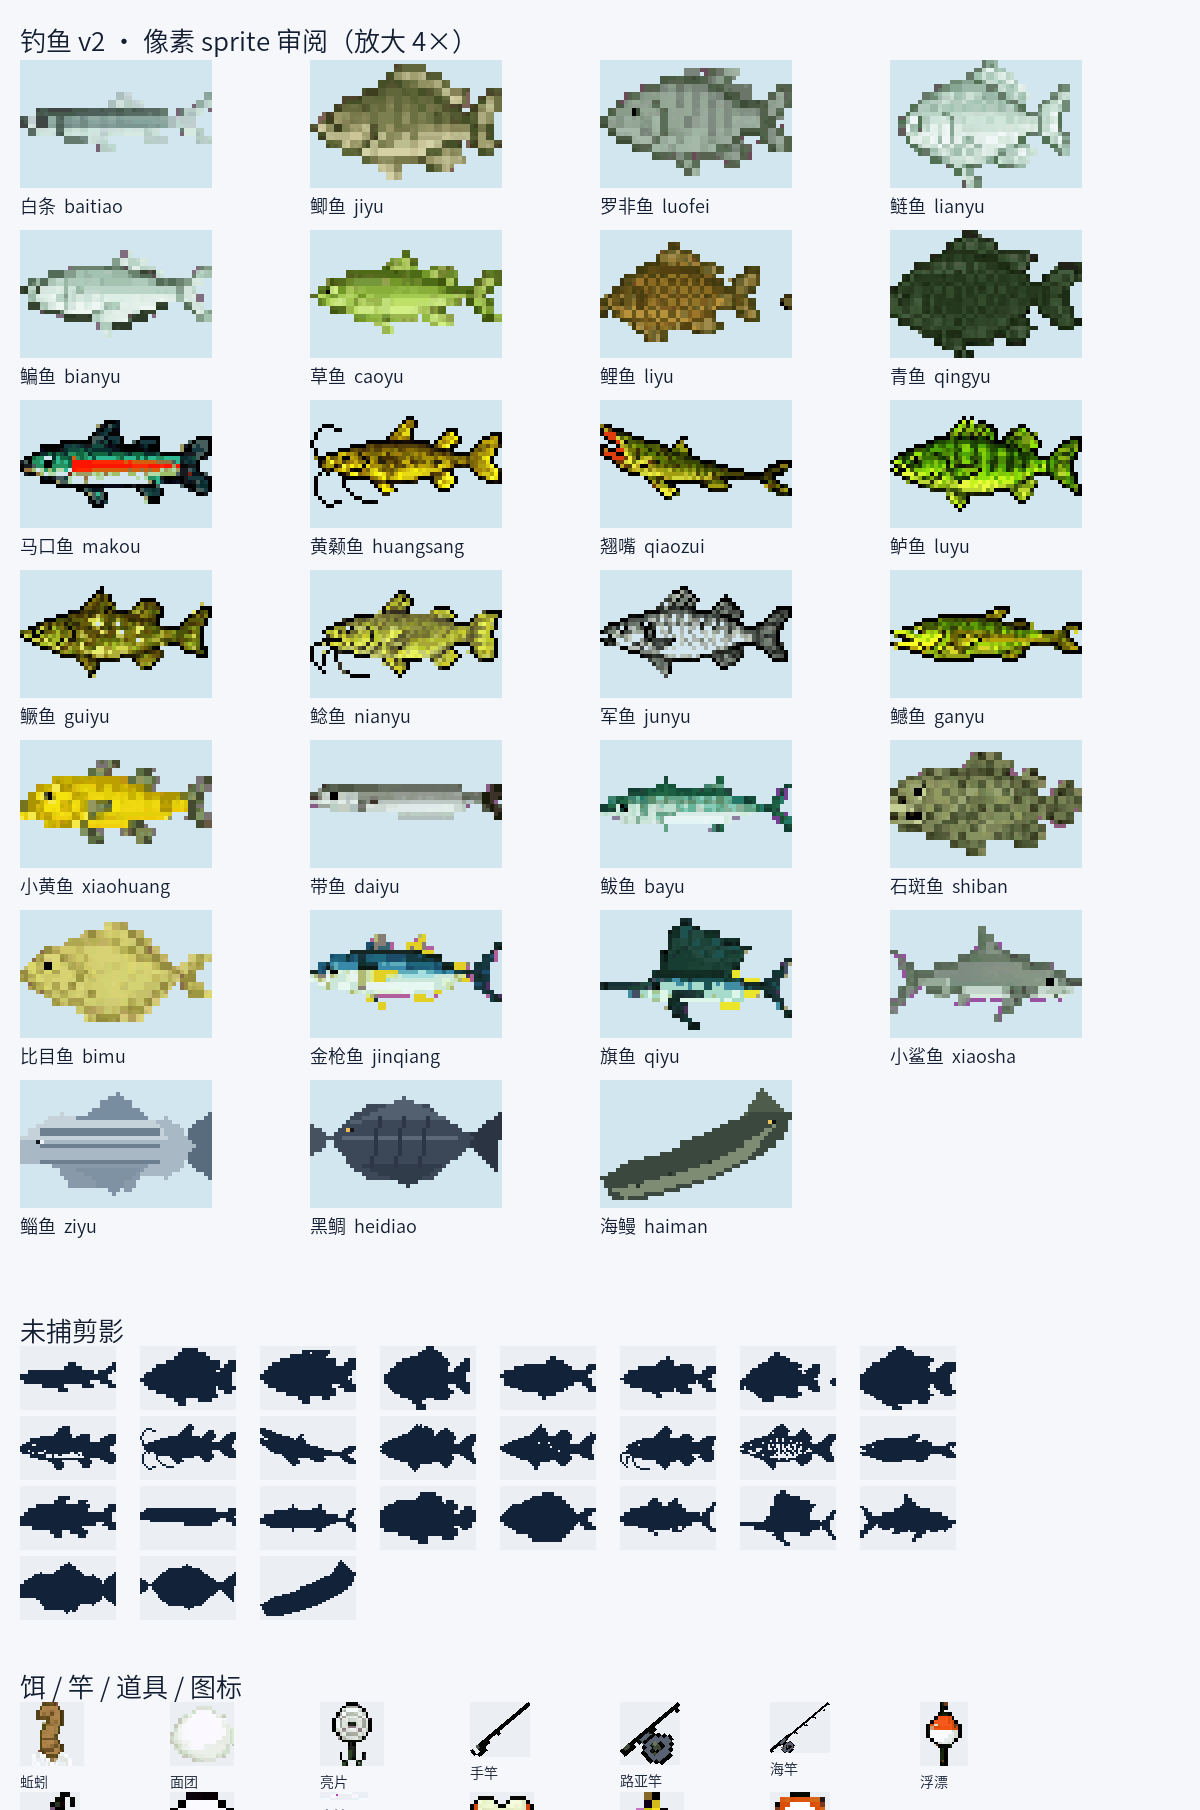 钓鱼 v2 · 像素 sprite 审阅（放大 4×）
白条 baitiao
鲫鱼 jiyu
罗非鱼 luofei
鲢鱼 lianyu
鳊鱼 bianyu
草鱼 caoyu
鲤鱼 liyu
青鱼 qingyu
马口鱼 makou
黄颡鱼 huangsang
翘嘴 qiaozui
鲈鱼 luyu
鳜鱼 guiyu
鲶鱼 nianyu
军鱼 junyu
鳡鱼 ganyu
小黄鱼 xiaohuang
带鱼 daiyu
鲅鱼 bayu
石斑鱼 shiban
比目鱼 bimu
金枪鱼 jinqiang
旗鱼 qiyu
小鲨鱼 xiaosha
鲻鱼 ziyu
黑鲷 heidiao
海鳗 haiman
未捕剪影
饵 / 竿 / 道具 / 图标
蚯蚓
面团
亮片
手竿
路亚竿
海竿
浮漂